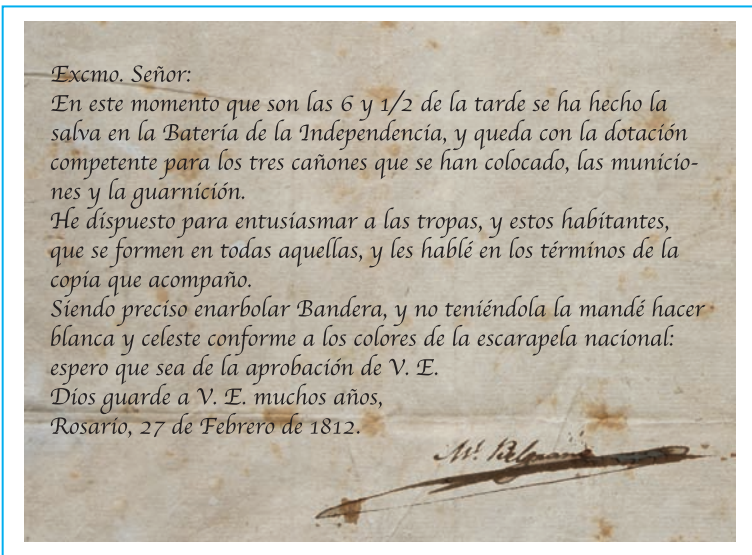 Excmo. Señor:
En este momento que son las 6 y 1/2 de la tarde se ha hecho la
salva en la Batería de la Independencia, y queda con la dotación
competente para los tres cañones que se han colocado, las municio-
nes y la guarnición.
He dispuesto para entusiasmar a las tropas, y estos habitantes,
que se formen en todas aquellas, y les hablé en los términos de la
copia que acompaño.
Siendo preciso enarbolar Bandera, y no teniéndola la mandé hacer
blanca y celeste conforme a los colores de la escarapela nacional:
espero que sea de la aprobación de V. E.
Dios guarde a V. E. muchos años,
Rosario, 27 de Febrero de 1812.
Ml. Belgrano